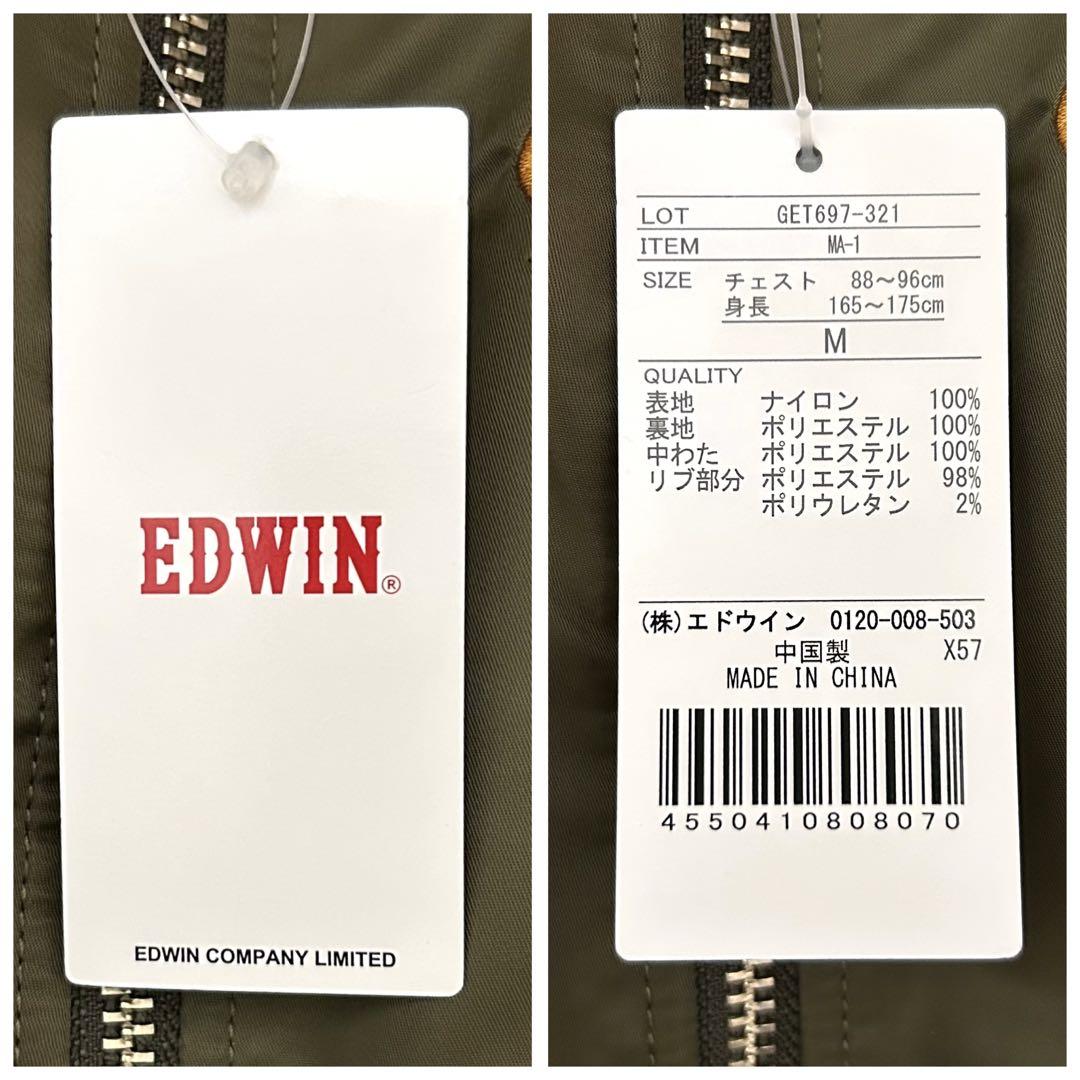 EDWIN®
EDWIN COMPANY LIMITED
LOT GET697-321
ITEM MA-1
SIZE チェスト 88～96cm
身長 165～175cm
M
QUALITY
表地 ナイロン 100%
裏地 ポリエステル 100%
中わた ポリエステル 100%
リブ部分 ポリエステル 98%
ポリウレタン 2%
(株)エドウイン 0120-008-503
中国製 X57
MADE IN CHINA
4550410808070